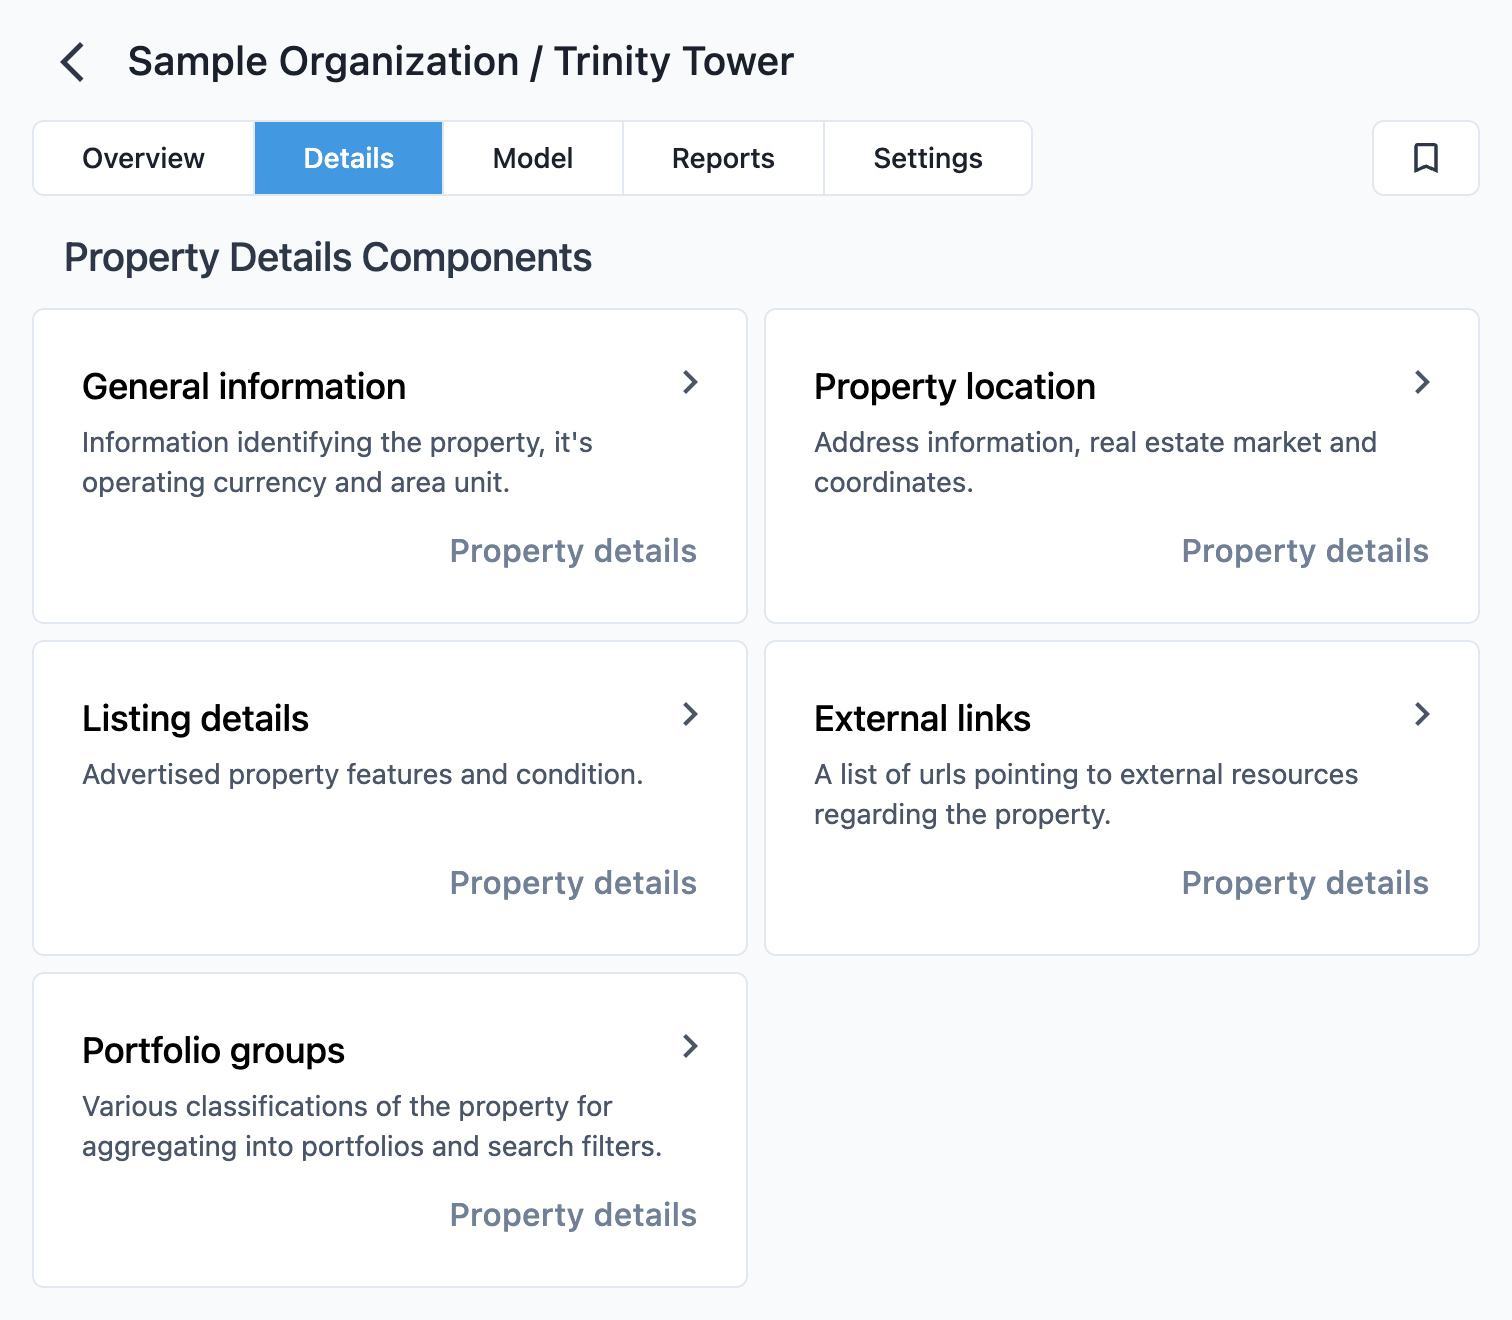 Sample Organization / Trinity Tower
Overview
Details
Model
Reports
Settings
Property Details Components
General information
Information identifying the property, it's
operating currency and area unit.
Property details
Property location
Address information, real estate market and
coordinates.
Property details
Listing details
Advertised property features and condition.
Property details
External links
A list of urls pointing to external resources
regarding the property.
Property details
Portfolio groups
Various classifications of the property for
aggregating into portfolios and search filters.
Property details